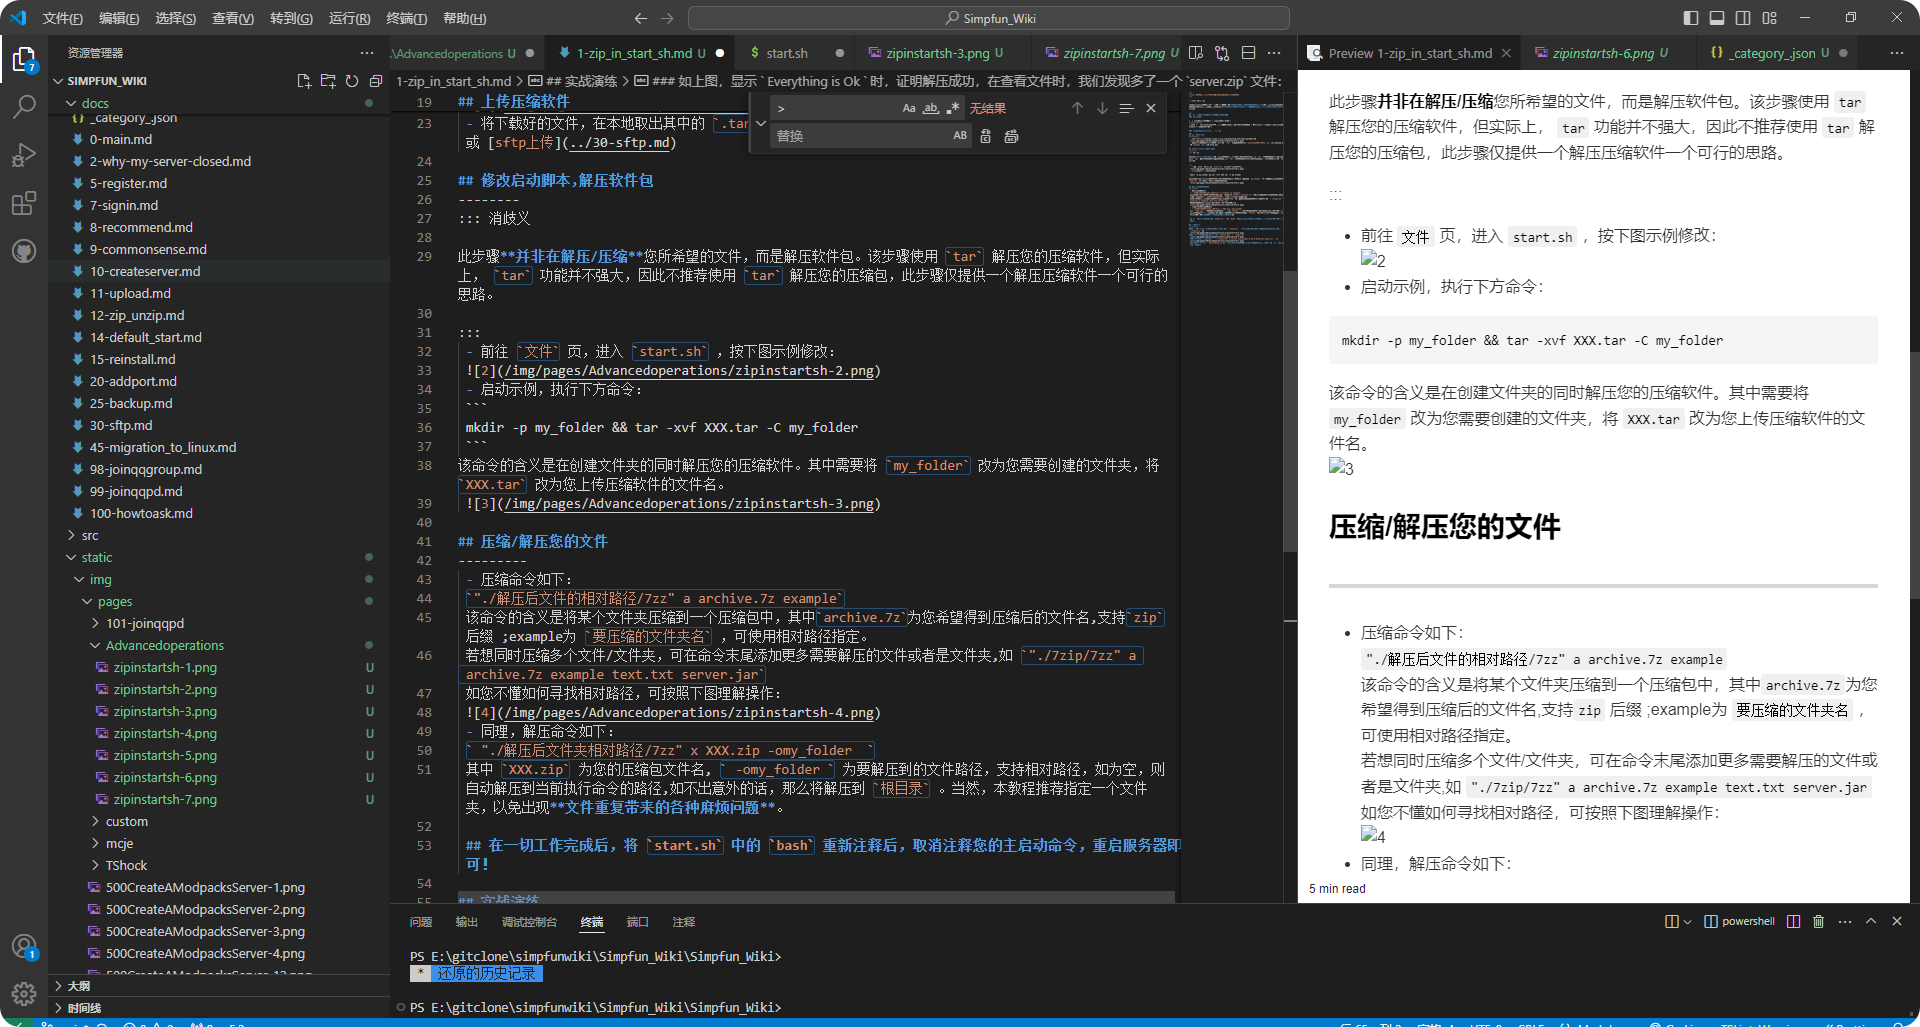 文件(F) 编辑(E) 选择(S) 查看(V) 转到(G) 运行(R) 终端(T) 帮助(H)
Simpfun_Wiki
资源管理器
SIMPFUN_WIKI
docs
_category_.json
0-main.md
2-why-my-server-closed.md
5-register.md
7-signin.md
8-recommend.md
9-commonsense.md
10-createserver.md
11-upload.md
12-zip_unzip.md
14-default_start.md
15-reinstall.md
20-addport.md
25-backup.md
30-sftp.md
45-migration_to_linux.md
98-joinqqgroup.md
99-joinqqpd.md
100-howtoask.md
src
static
img
pages
101-joinqqpd
Advancedoperations
zipinstartsh-1.png U
zipinstartsh-2.png U
zipinstartsh-3.png U
zipinstartsh-4.png U
zipinstartsh-5.png U
zipinstartsh-6.png U
zipinstartsh-7.png U
custom
mcje
TShock
500CreateAModpacksServer-1.png
500CreateAModpacksServer-2.png
500CreateAModpacksServer-3.png
500CreateAModpacksServer-4.png
大纲
时间线
7
1
.\Advancedoperations U
1-zip_in_start_sh.md U
$ start.sh
zipinstartsh-3.png U
zipinstartsh-7.png U
1-zip_in_start_sh.md > ## 实战演练 > ### 如上图，显示 `Everything is Ok` 时，证明解压成功，在查看文件时，我们发现多了一个 `server.zip` 文件：
>
Aa ab .* 无结果
替换 AB
19 ## 上传压缩软件
23 - 将下载好的文件，在本地取出其中的 `.tar
或 [sftp上传](../30-sftp.md)
24
25 ## 修改启动脚本,解压软件包
26 --------
27 ::: 消歧义
28
29 此步骤**并非在解压/压缩**您所希望的文件，而是解压软件包。该步骤使用 `tar` 解压您的压缩软件，但实际
上， `tar` 功能并不强大，因此不推荐使用 `tar` 解压您的压缩包，此步骤仅提供一个解压压缩软件一个可行的
思路。
30
31 :::
32 - 前往 `文件` 页，进入 `start.sh` ，按下图示例修改：
33 ![2](/img/pages/Advancedoperations/zipinstartsh-2.png)
34 - 启动示例，执行下方命令：
35 ```
36 mkdir -p my_folder && tar -xvf XXX.tar -C my_folder
37 ```
38 该命令的含义是在创建文件夹的同时解压您的压缩软件。其中需要将 `my_folder` 改为您需要创建的文件夹，将
`XXX.tar` 改为您上传压缩软件的文件名。
39 ![3](/img/pages/Advancedoperations/zipinstartsh-3.png)
40
41 ## 压缩/解压您的文件
42 ---------
43 - 压缩命令如下：
44 `"./解压后文件的相对路径/7zz" a archive.7z example`
45 该命令的含义是将某个文件夹压缩到一个压缩包中，其中`archive.7z`为您希望得到压缩后的文件名,支持`zip`
后缀 ;example为 `要压缩的文件夹名` ，可使用相对路径指定。
46 若想同时压缩多个文件/文件夹，可在命令末尾添加更多需要解压的文件或者是文件夹,如 `"./7zip/7zz" a
archive.7z example text.txt server.jar`
47 如您不懂如何寻找相对路径，可按照下图理解操作：
48 ![4](/img/pages/Advancedoperations/zipinstartsh-4.png)
49 - 同理，解压命令如下：
50 ` "./解压后文件夹相对路径/7zz" x XXX.zip -omy_folder `
51 其中 `XXX.zip` 为您的压缩包文件名，` -omy_folder ` 为要解压到的文件路径，支持相对路径，如为空，则
自动解压到当前执行命令的路径,如不出意外的话，那么将解压到 `根目录` 。当然，本教程推荐指定一个文件
夹，以免出现**文件重复带来的各种麻烦问题**。
52
53 ## 在一切工作完成后，将 `start.sh` 中的 `bash` 重新注释后，取消注释您的主启动命令，重启服务器即
可！
54
55 ## 实战演练
问题 输出 调试控制台 终端 端口 注释
powershell
PS E:\gitclone\simpfunwiki\Simpfun_Wiki\Simpfun_Wiki>
* 还原的历史记录
PS E:\gitclone\simpfunwiki\Simpfun_Wiki\Simpfun_Wiki>
Preview 1-zip_in_start_sh.md
zipinstartsh-6.png U
_category_.json U
此步骤并非在解压/压缩您所希望的文件，而是解压软件包。该步骤使用 tar
解压您的压缩软件，但实际上， tar 功能并不强大，因此不推荐使用 tar 解
压您的压缩包，此步骤仅提供一个解压压缩软件一个可行的思路。
:::
• 前往 文件 页，进入 start.sh ，按下图示例修改：
2
• 启动示例，执行下方命令：
mkdir -p my_folder && tar -xvf XXX.tar -C my_folder
该命令的含义是在创建文件夹的同时解压您的压缩软件。其中需要将
my_folder 改为您需要创建的文件夹，将 XXX.tar 改为您上传压缩软件的文
件名。
3
压缩/解压您的文件
• 压缩命令如下：
"./解压后文件的相对路径/7zz" a archive.7z example
该命令的含义是将某个文件夹压缩到一个压缩包中，其中 archive.7z 为您
希望得到压缩后的文件名,支持 zip 后缀 ;example为 要压缩的文件夹名 ，
可使用相对路径指定。
若想同时压缩多个文件/文件夹，可在命令末尾添加更多需要解压的文件或
者是文件夹,如 "./7zip/7zz" a archive.7z example text.txt server.jar
如您不懂如何寻找相对路径，可按照下图理解操作：
4
• 同理，解压命令如下：
5 min read